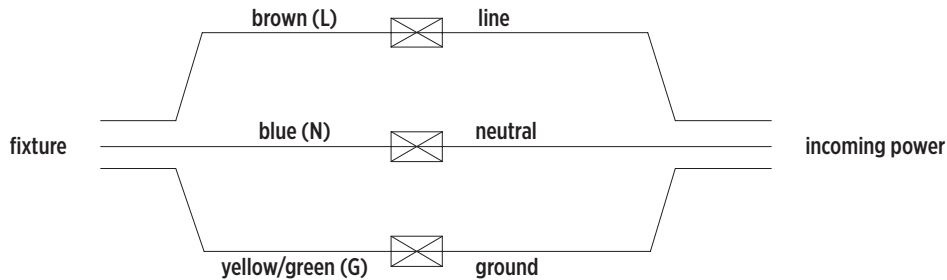 brown (L)
line
fixture
blue (N)
neutral
incoming power
yellow/green (G)
ground